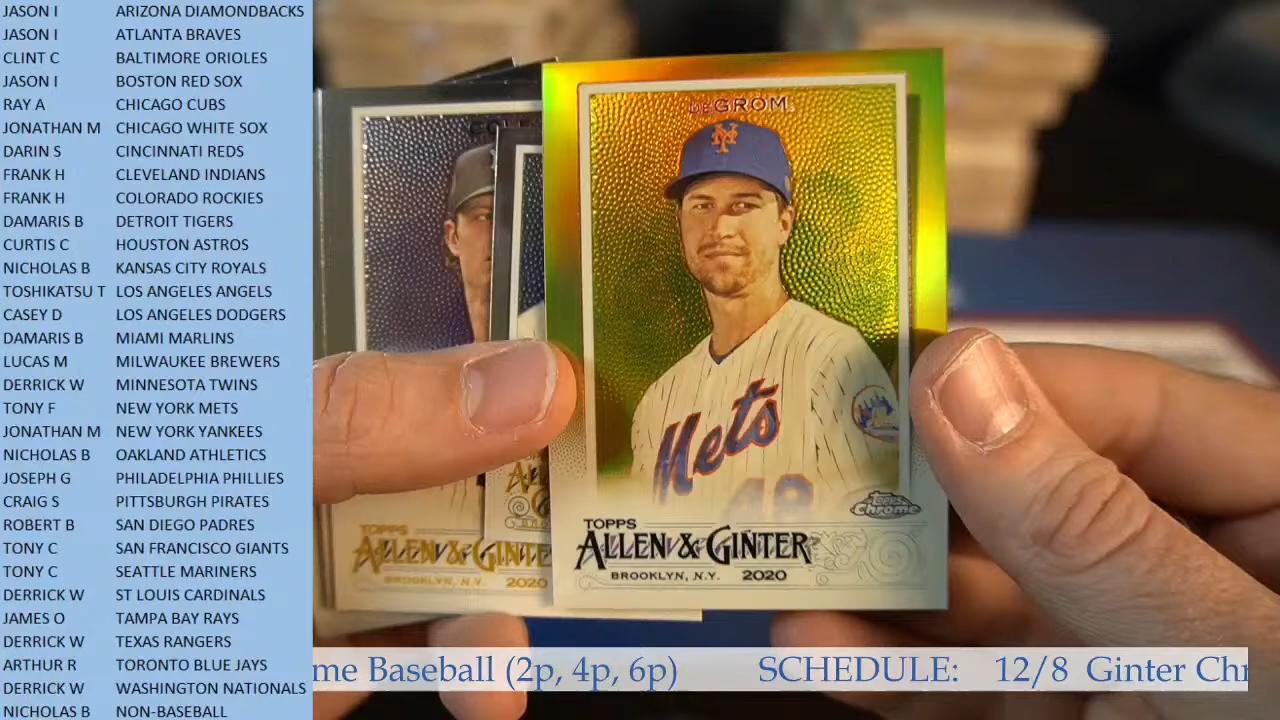 JASON I ARIZONA DIAMONDBACKS
JASON I ATLANTA BRAVES
CLINT C BALTIMORE ORIOLES
JASON I BOSTON RED SOX
RAY A CHICAGO CUBS
JONATHAN M CHICAGO WHITE SOX
DARIN S CINCINNATI REDS
FRANK H CLEVELAND INDIANS
FRANK H COLORADO ROCKIES
DAMARIS B DETROIT TIGERS
CURTIS C HOUSTON ASTROS
NICHOLAS B KANSAS CITY ROYALS
TOSHIKATSU T LOS ANGELES ANGELS
CASEY D LOS ANGELES DODGERS
DAMARIS B MIAMI MARLINS
LUCAS M MILWAUKEE BREWERS
DERRICK W MINNESOTA TWINS
TONY F NEW YORK METS
JONATHAN M NEW YORK YANKEES
NICHOLAS B OAKLAND ATHLETICS
JOSEPH G PHILADELPHIA PHILLIES
CRAIG S PITTSBURGH PIRATES
ROBERT B SAN DIEGO PADRES
TONY C SAN FRANCISCO GIANTS
TONY C SEATTLE MARINERS
DERRICK W ST LOUIS CARDINALS
JAMES O TAMPA BAY RAYS
DERRICK W TEXAS RANGERS
ARTHUR R TORONTO BLUE JAYS
DERRICK W WASHINGTON NATIONALS
NICHOLAS B NON-BASEBALL
DEGROM
NY
Mets
48
Topps Chrome
TOPPS
ALLEN & GINTER
BROOKLYN, N.Y. 2020
TOPPS
ALLEN & GINTE
BROOKLYN, N.Y. 2020
me Baseball (2p, 4p, 6p) SCHEDULE: 12/8 Ginter Chr